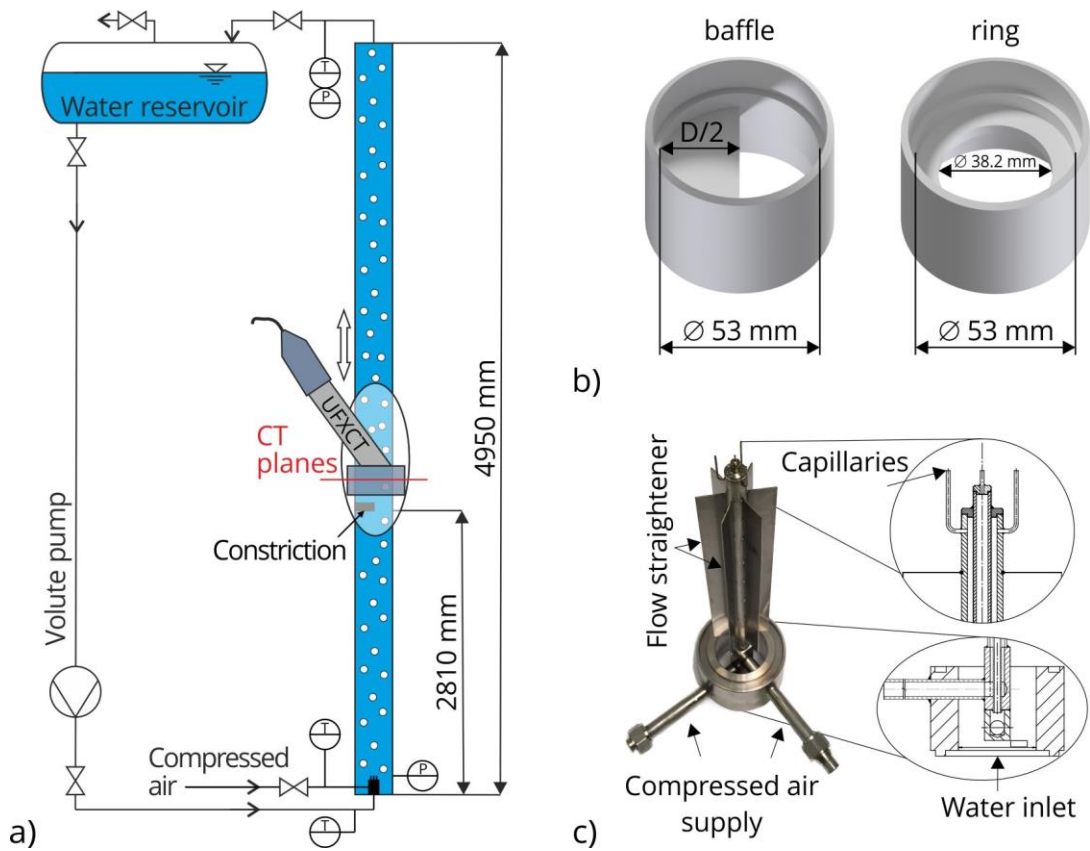 Water reservoir
T
P
UFXCT
CT
planes
Constriction
4950 mm
2810 mm
Volute pump
T
Compressed
air
P
T
a)
baffle
ring
D/2
∅ 38.2 mm
∅ 53 mm
∅ 53 mm
b)
Capillaries
Flow straightener
Compressed air
supply
Water inlet
c)